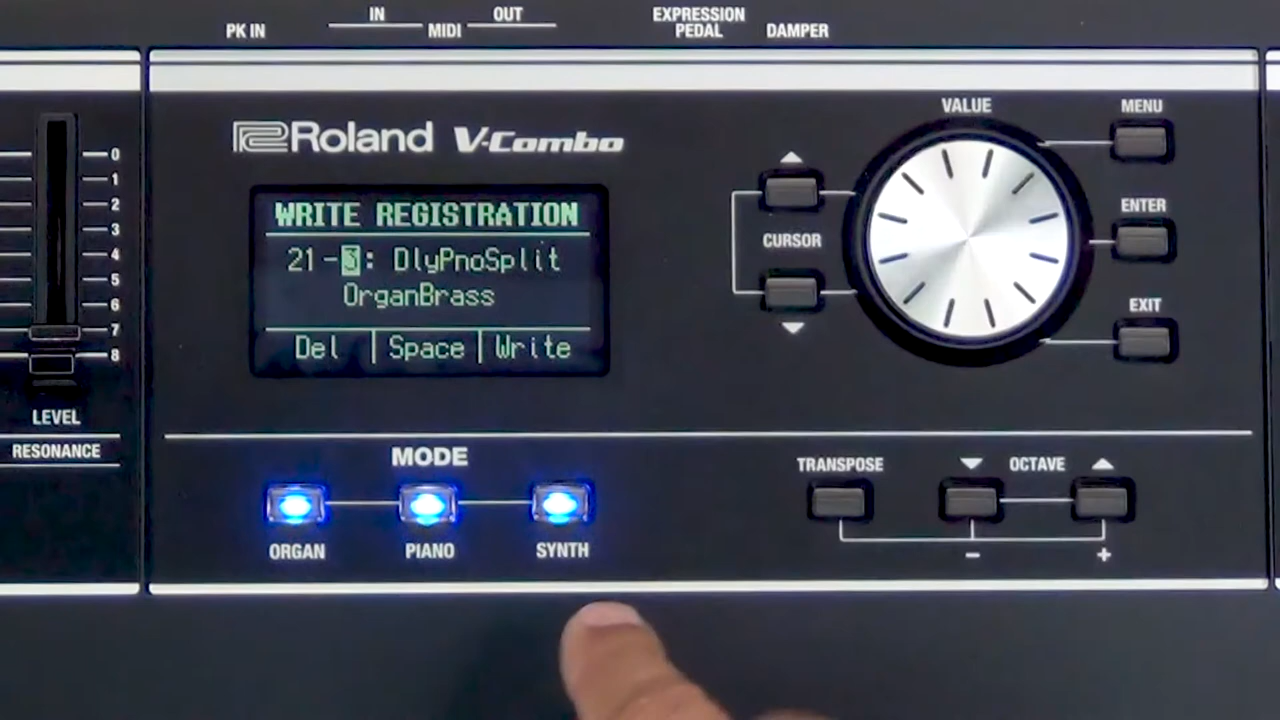 PK IN
IN
MIDI
OUT
EXPRESSION
PEDAL
DAMPER
Roland V-Combo
WRITE REGISTRATION
21-3: DlyPnoSplit
OrganBrass
Del Space Write
VALUE
MENU
CURSOR
ENTER
EXIT
0
1
2
3
4
5
6
7
8
LEVEL
RESONANCE
MODE
ORGAN PIANO SYNTH
TRANSPOSE OCTAVE
- +